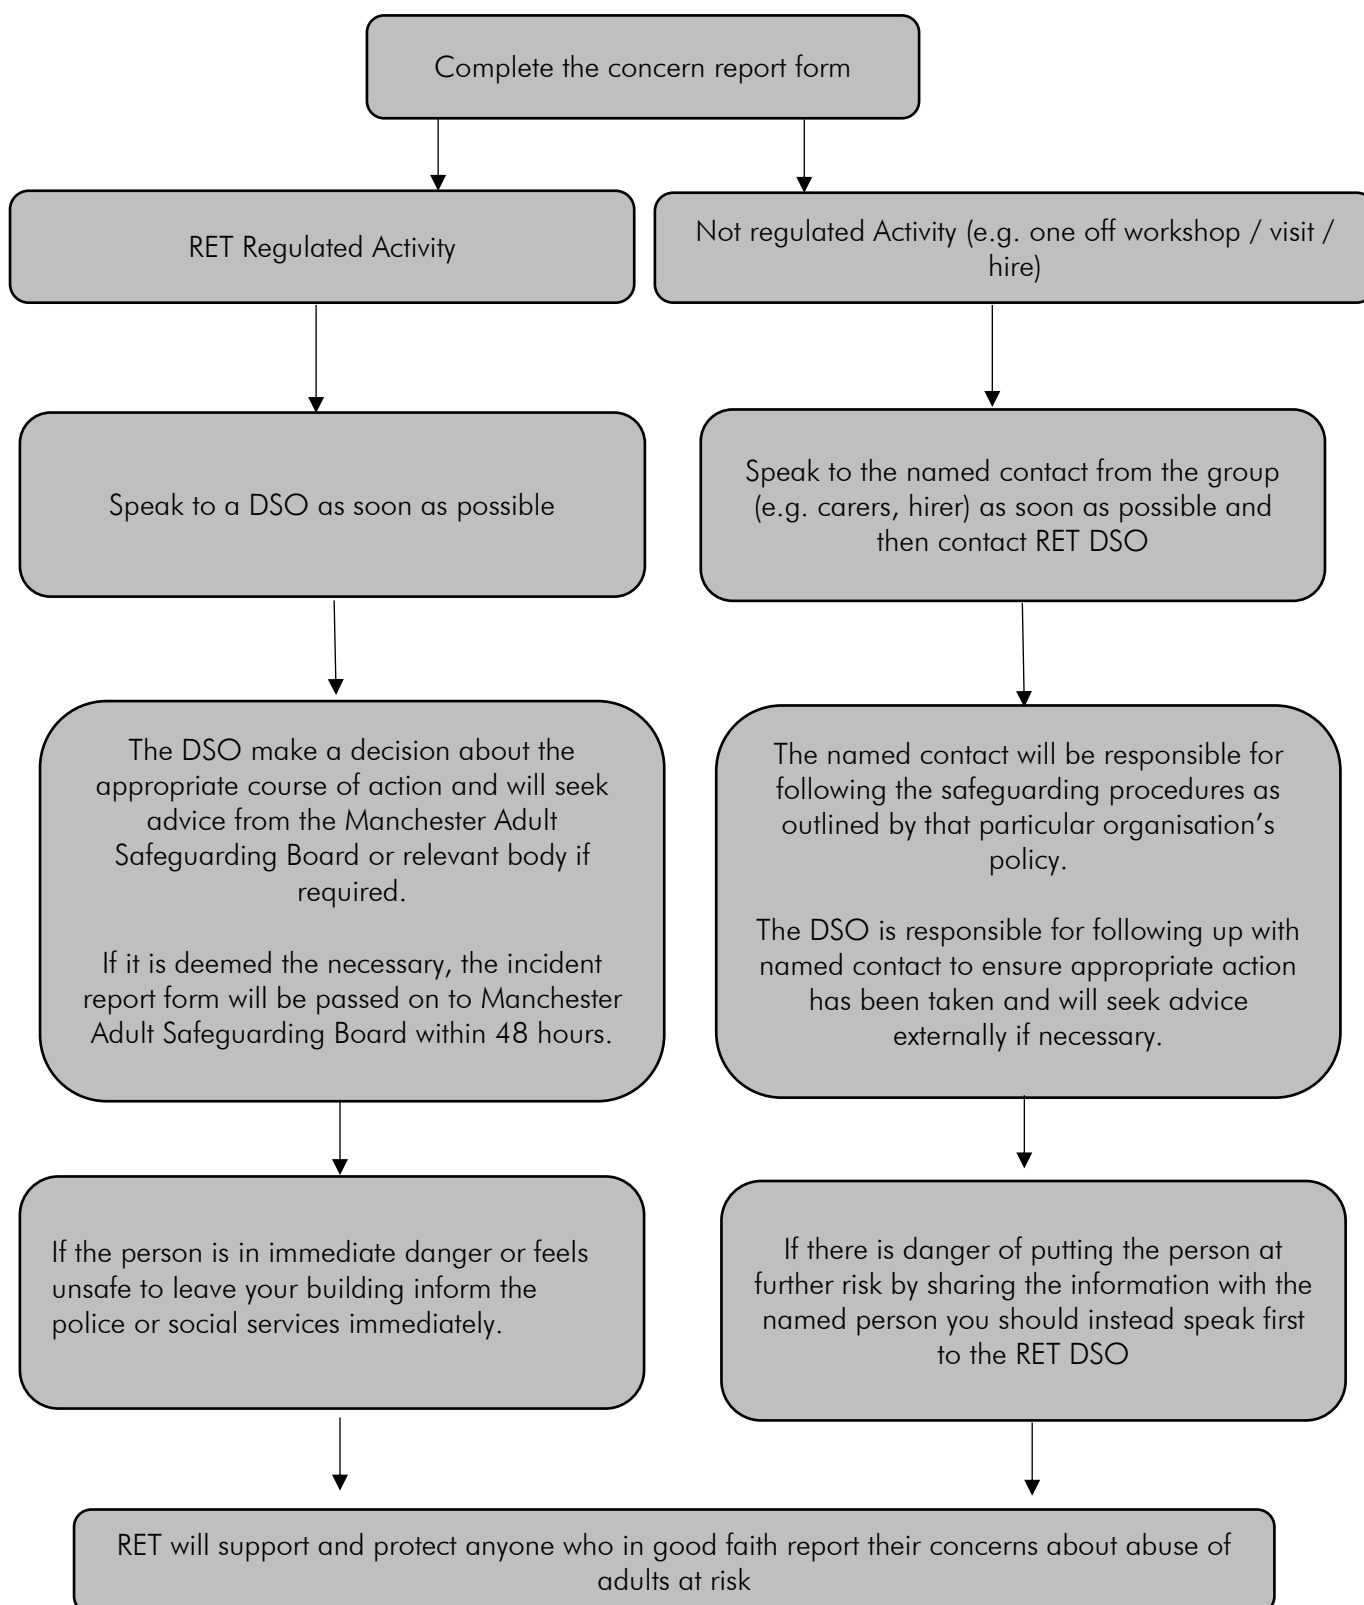 Complete the concern report form
RET Regulated Activity
Not regulated Activity (e.g. one off workshop / visit /
hire)
Speak to a DSO as soon as possible
Speak to the named contact from the group
(e.g. carers, hirer) as soon as possible and
then contact RET DSO
The DSO make a decision about the
appropriate course of action and will seek
advice from the Manchester Adult
Safeguarding Board or relevant body if
required.
If it is deemed the necessary, the incident
report form will be passed on to Manchester
Adult Safeguarding Board within 48 hours.
The named contact will be responsible for
following the safeguarding procedures as
outlined by that particular organisation’s
policy.
The DSO is responsible for following up with
named contact to ensure appropriate action
has been taken and will seek advice
externally if necessary.
If the person is in immediate danger or feels
unsafe to leave your building inform the
police or social services immediately.
If there is danger of putting the person at
further risk by sharing the information with the
named person you should instead speak first
to the RET DSO
RET will support and protect anyone who in good faith report their concerns about abuse of
adults at risk